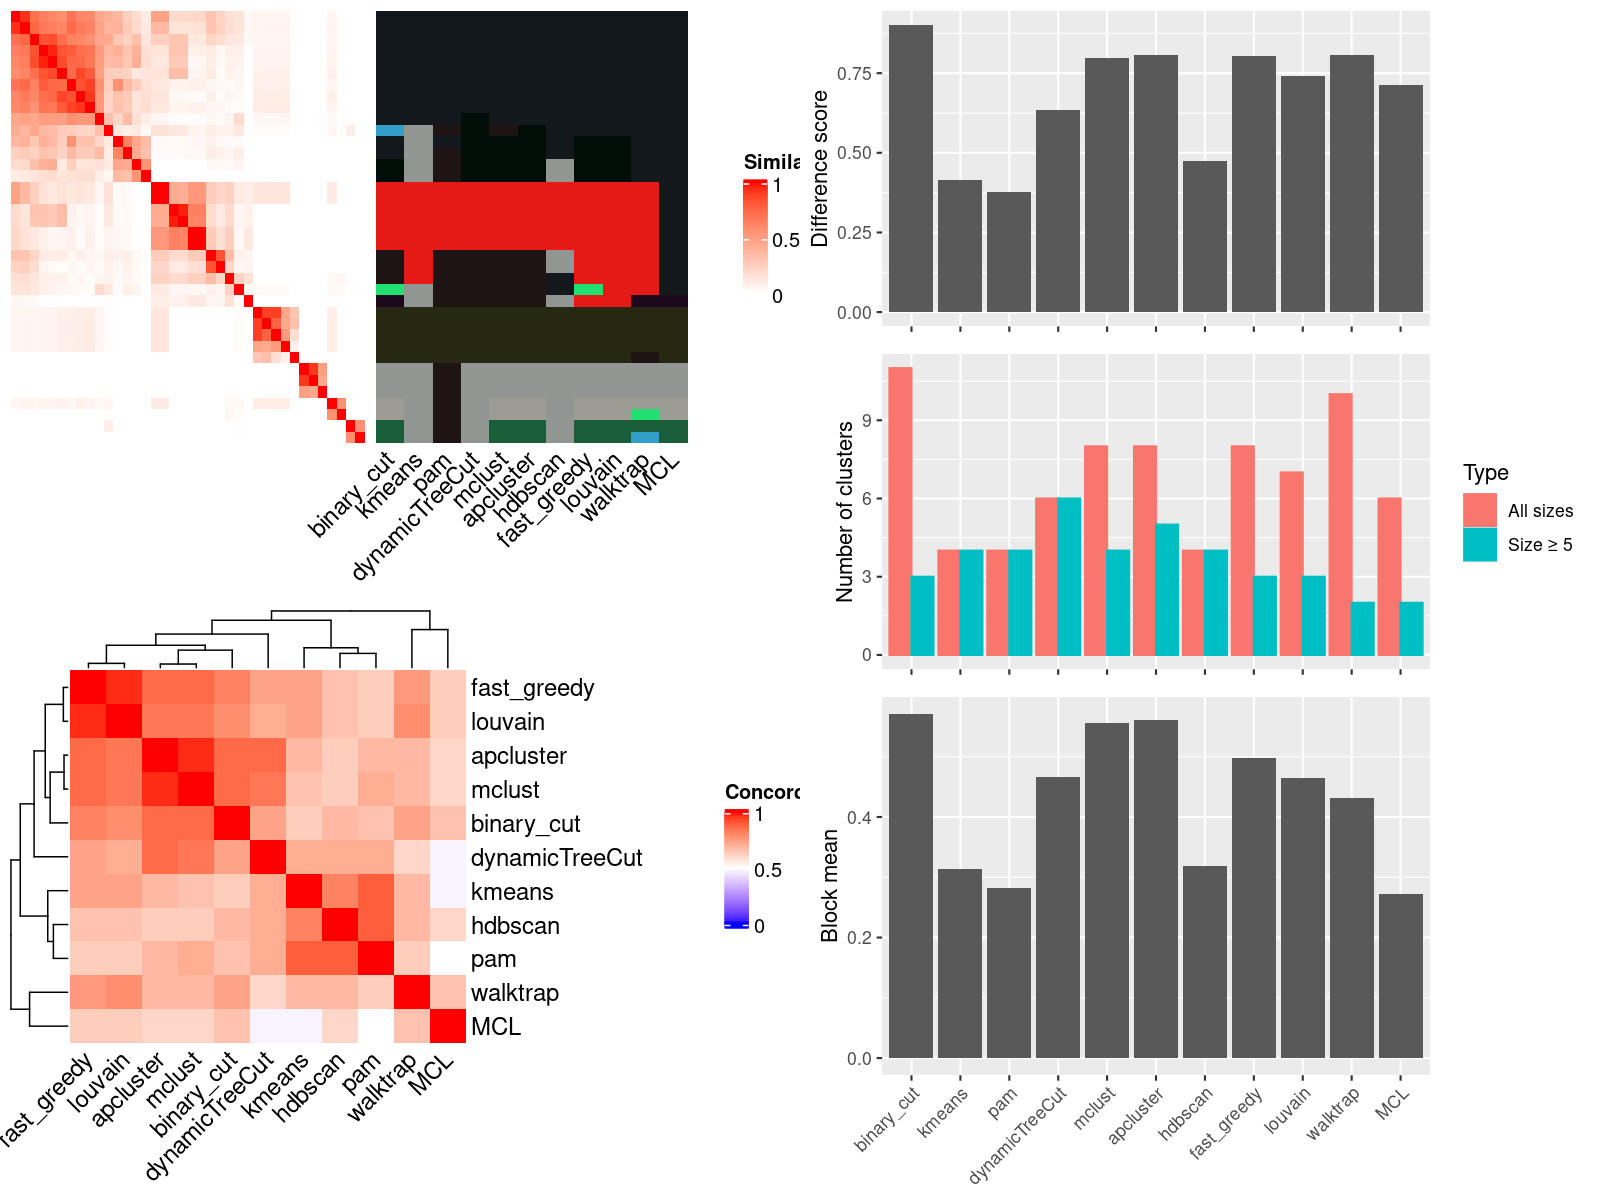 Simila
1
0.5
0
binary_cut
kmeans
pam
dynamicTreeCut
mclust
apcluster
hdbscan
fast_greedy
louvain
walktrap
MCL
Difference score
0.75
0.50
0.25
0.00
Number of clusters
9
6
3
0
Type
All sizes
Size ≥ 5
fast_greedy
louvain
apcluster
mclust
binary_cut
dynamicTreeCut
kmeans
hdbscan
pam
walktrap
MCL
fast_greedy
louvain
apcluster
mclust
binary_cut
dynamicTreeCut
kmeans
hdbscan
pam
walktrap
MCL
Concord
1
0.5
0
Block mean
0.4
0.2
0.0
binary_cut
kmeans
pam
dynamicTreeCut
mclust
apcluster
hdbscan
fast_greedy
louvain
walktrap
MCL